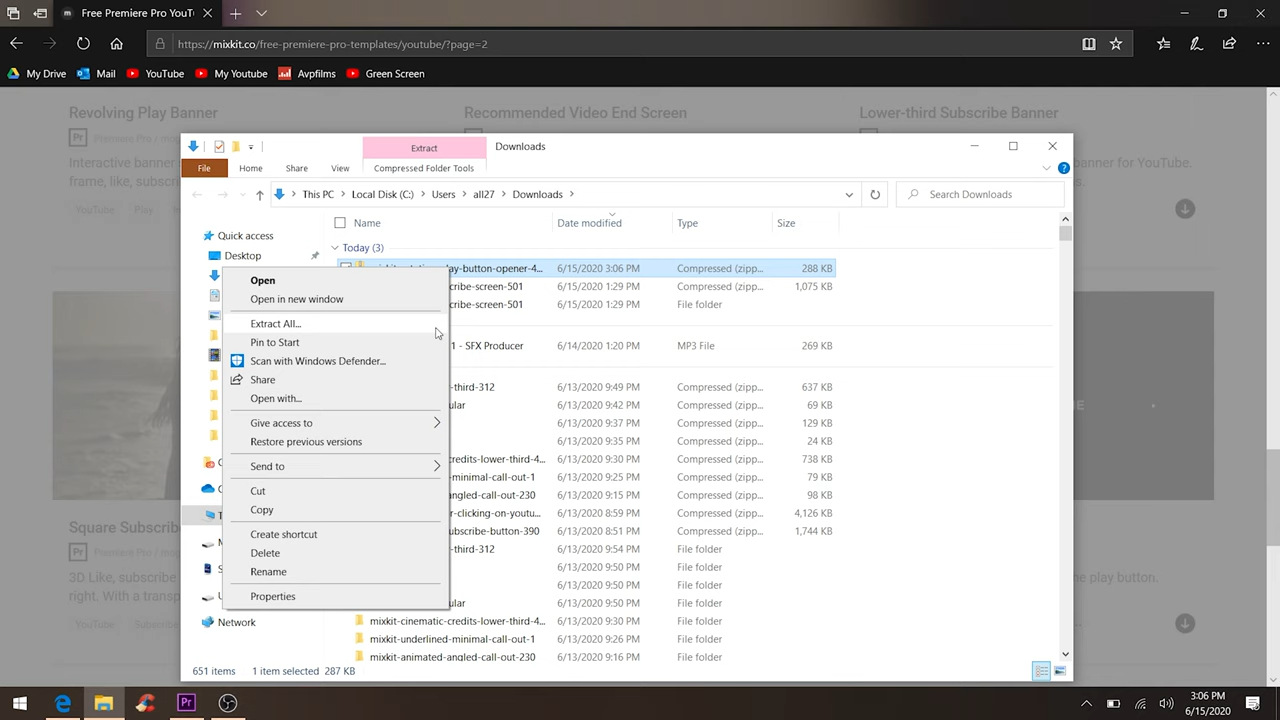 Free Premiere Pro YouT
https://mixkit.co/free-premiere-pro-templates/youtube/?page=2
My Drive Mail YouTube My Youtube Avpfilms Green Screen
Revolving Play Banner Recommended Video End Screen Lower-third Subscribe Banner
Extract Downloads
File Home Share View Compressed Folder Tools
This PC Local Disk (C:) Users all27 Downloads Search Downloads
Name Date modified Type Size
Quick access
Desktop
Today (3)
ay-button-opener-4... 6/15/2020 3:06 PM Compressed (zipp... 288 KB
cribe-screen-501 6/15/2020 1:29 PM Compressed (zipp... 1,075 KB
cribe-screen-501 6/15/2020 1:29 PM File folder
1 - SFX Producer 6/14/2020 1:20 PM MP3 File 269 KB
-third-312 6/13/2020 9:49 PM Compressed (zipp... 637 KB
ular 6/13/2020 9:42 PM Compressed (zipp... 69 KB
6/13/2020 9:37 PM Compressed (zipp... 129 KB
6/13/2020 9:35 PM Compressed (zipp... 24 KB
credits-lower-third-4... 6/13/2020 9:30 PM Compressed (zipp... 738 KB
-minimal-call-out-1 6/13/2020 9:25 PM Compressed (zipp... 79 KB
angled-call-out-230 6/13/2020 9:15 PM Compressed (zipp... 98 KB
r-clicking-on-youtu... 6/13/2020 8:59 PM Compressed (zipp... 4,126 KB
ubscribe-button-390 6/13/2020 8:51 PM Compressed (zipp... 1,744 KB
-third-312 6/13/2020 9:54 PM File folder
6/13/2020 9:50 PM File folder
6/13/2020 9:50 PM File folder
ular 6/13/2020 9:50 PM File folder
mixkit-cinematic-credits-lower-third-4... 6/13/2020 9:30 PM File folder
mixkit-underlined-minimal-call-out-1 6/13/2020 9:26 PM File folder
mixkit-animated-angled-call-out-230 6/13/2020 9:16 PM File folder
Open
Open in new window
Extract All...
Pin to Start
Scan with Windows Defender...
Share
Open with...
Give access to
Restore previous versions
Send to
Cut
Copy
Create shortcut
Delete
Rename
Properties
Network
651 items 1 item selected 287 KB
Pr Premiere Pro / mog
Interactive banner
frame, like, subscrib
YouTube Play
banner for YouTube.
Square Subscrib
Pr Premiere Pro / mo
3D Like, subscribe
right. With a transp
YouTube Subscrib
e play button.
Pr
3:06 PM
6/15/2020